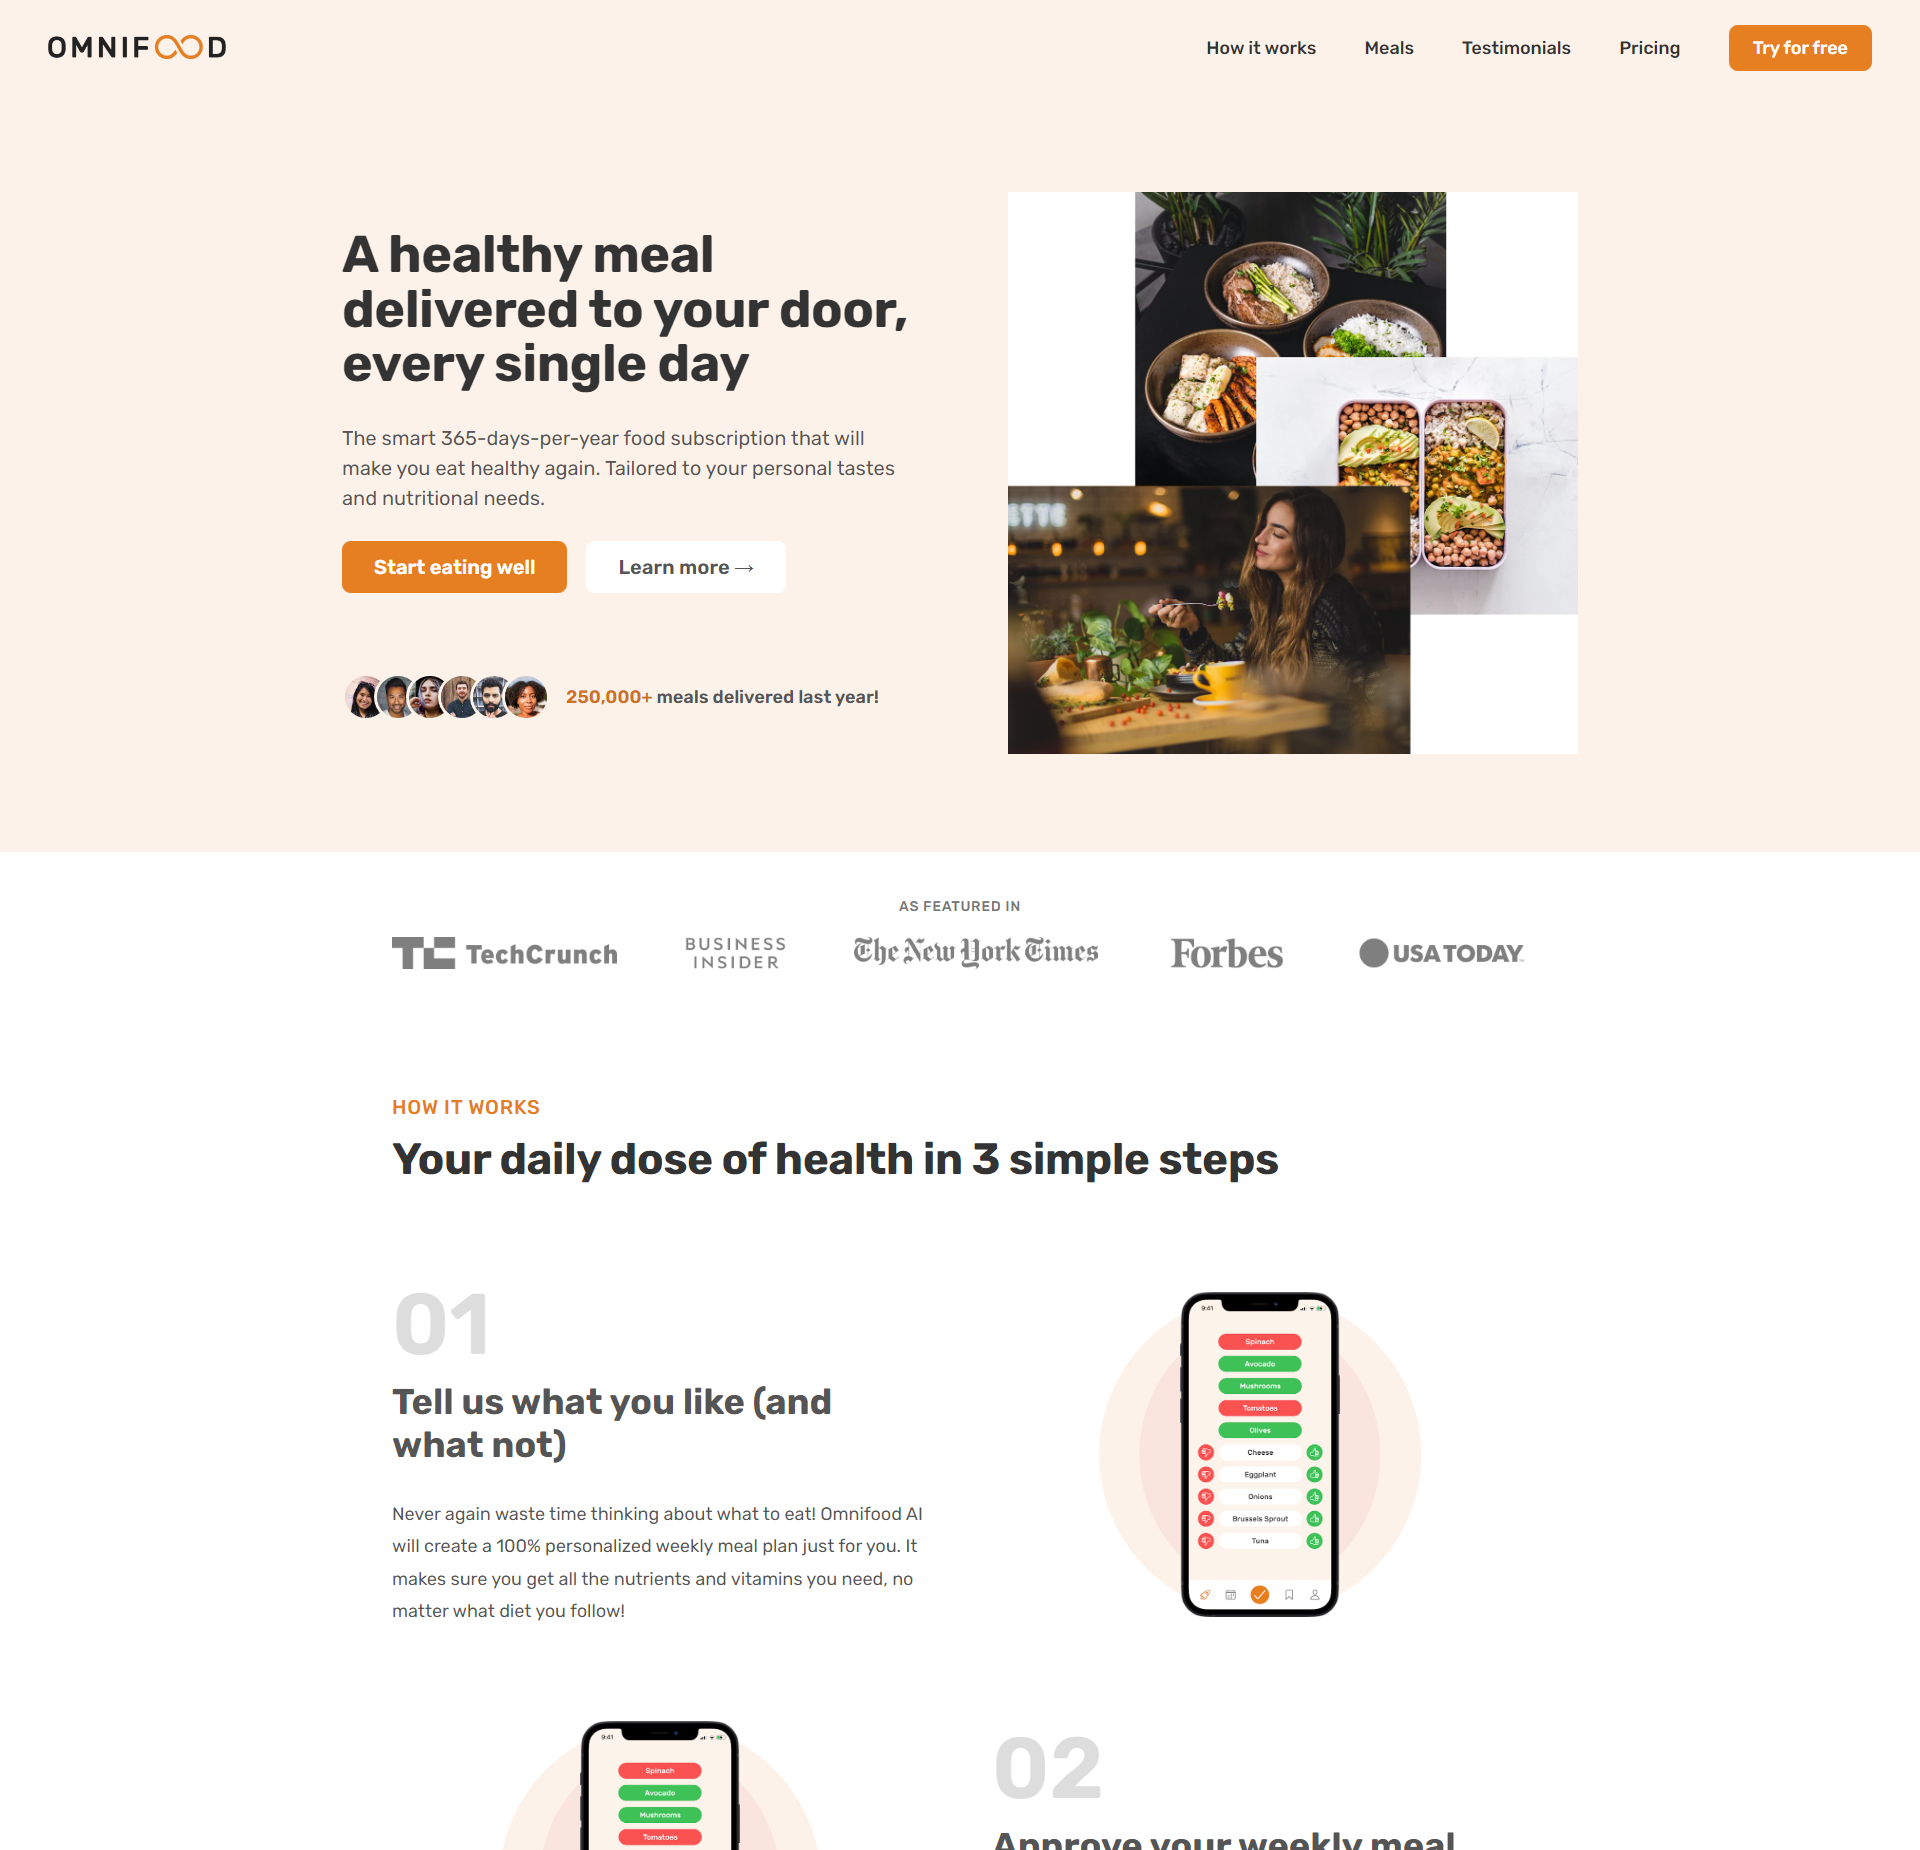 OMNIFOOD
How it works
Meals
Testimonials
Pricing
Try for free
A healthy meal
delivered to your door,
every single day
The smart 365-days-per-year food subscription that will
make you eat healthy again. Tailored to your personal tastes
and nutritional needs.
Start eating well
Learn more →
250,000+ meals delivered last year!
ETTE
AS FEATURED IN
TC TechCrunch
BUSINESS
INSIDER
The New York Times
Forbes
USA TODAY
HOW IT WORKS
Your daily dose of health in 3 simple steps
01
Tell us what you like (and
what not)
Never again waste time thinking about what to eat! Omnifood AI
will create a 100% personalized weekly meal plan just for you. It
makes sure you get all the nutrients and vitamins you need, no
matter what diet you follow!
9:41
Spinach
Avocado
Mushrooms
Tomatoes
Olives
Cheese
Eggplant
Onions
Brussels Sprout
Tuna
9:41
Spinach
Avocado
Mushrooms
Tomatoes
02
Approve your weekly meal